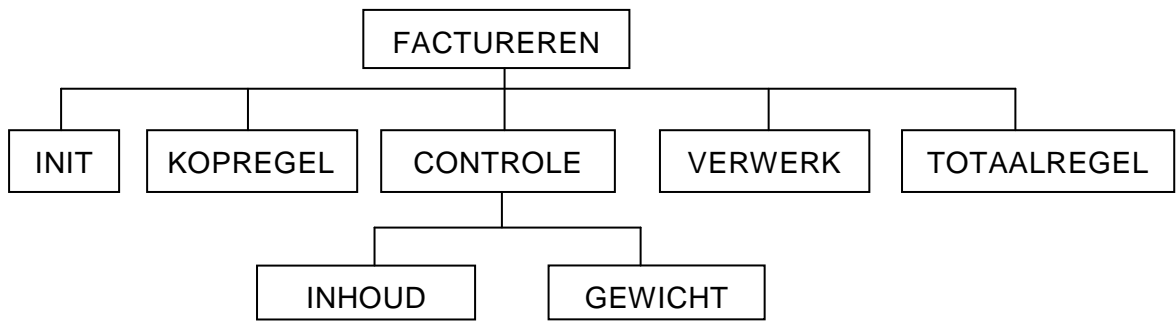 FACTUREREN
INIT
KOPREGEL
CONTROLE
VERWERK
TOTAALREGEL
INHOUD
GEWICHT